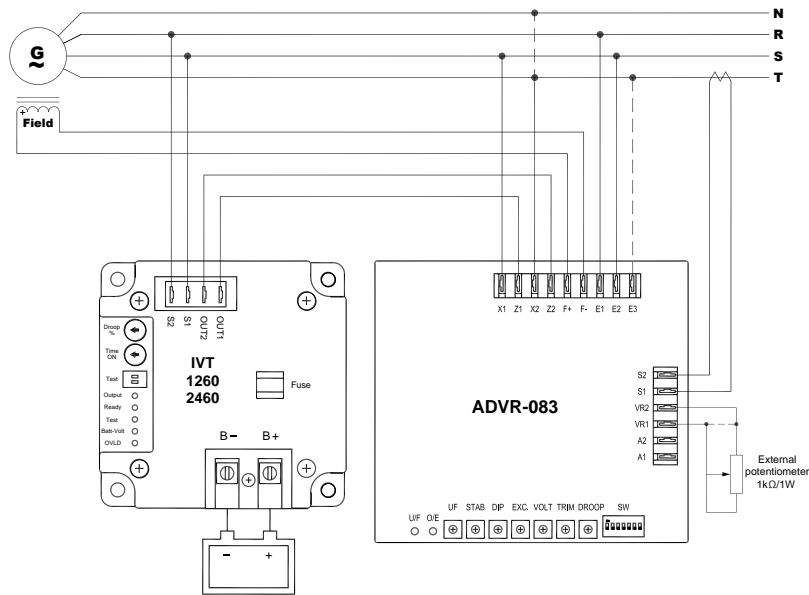 N
R
S
T
G
~
+
Field
S2
S1
OUT2
OUT1
X1 Z1 X2 Z2 F+ F- E1 E2 E3
Droop
%
Time
ON
Test
Output
Ready
Test
Batt-Volt
OVLD
IVT
1260
2460
Fuse
B- B+
- +
ADVR-083
S2
S1
VR2
VR1
A2
A1
External
potentiometer
1kΩ/1W
U/F O/E UF STAB DIP EXC. VOLT TRIM DROOP SW